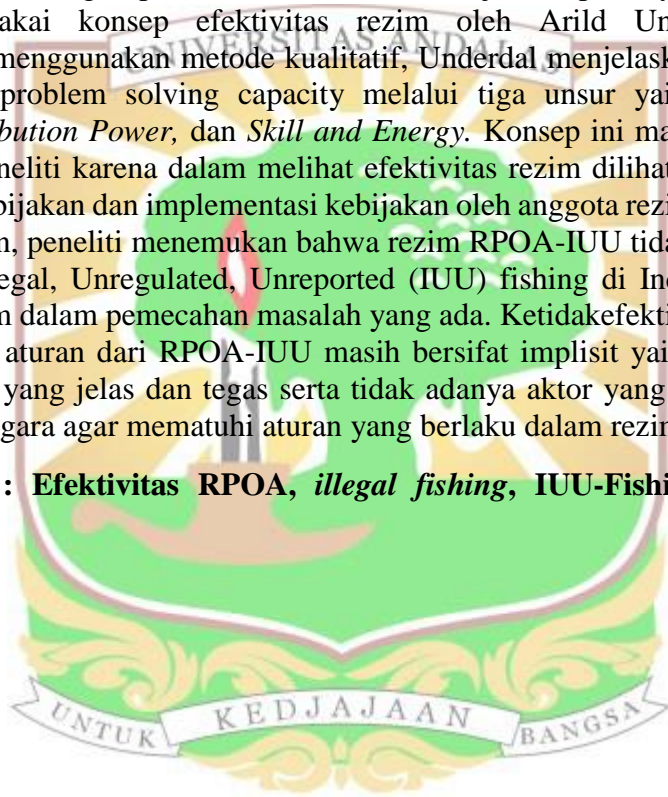 akai konsep efektivitas rezim oleh Arild Un
UNIVERSITAS ANDALAS
menggunakan metode kualitatif, Underdal menjelask
problem solving capacity melalui tiga unsur yai
bution Power, dan Skill and Energy. Konsep ini ma
neliti karena dalam melihat efektivitas rezim dilihat
bijakan dan implementasi kebijakan oleh anggota rezi
n, peneliti menemukan bahwa rezim RPOA-IUU tida
egal, Unregulated, Unreported (IUU) fishing di Ind
m dalam pemecahan masalah yang ada. Ketidakefekti
aturan dari RPOA-IUU masih bersifat implisit yai
yang jelas dan tegas serta tidak adanya aktor yang
gara agar mematuhi aturan yang berlaku dalam rezin
: Efektivitas RPOA, illegal fishing, IUU-Fishi
UNTUK KEDJAJAAN BANGSA